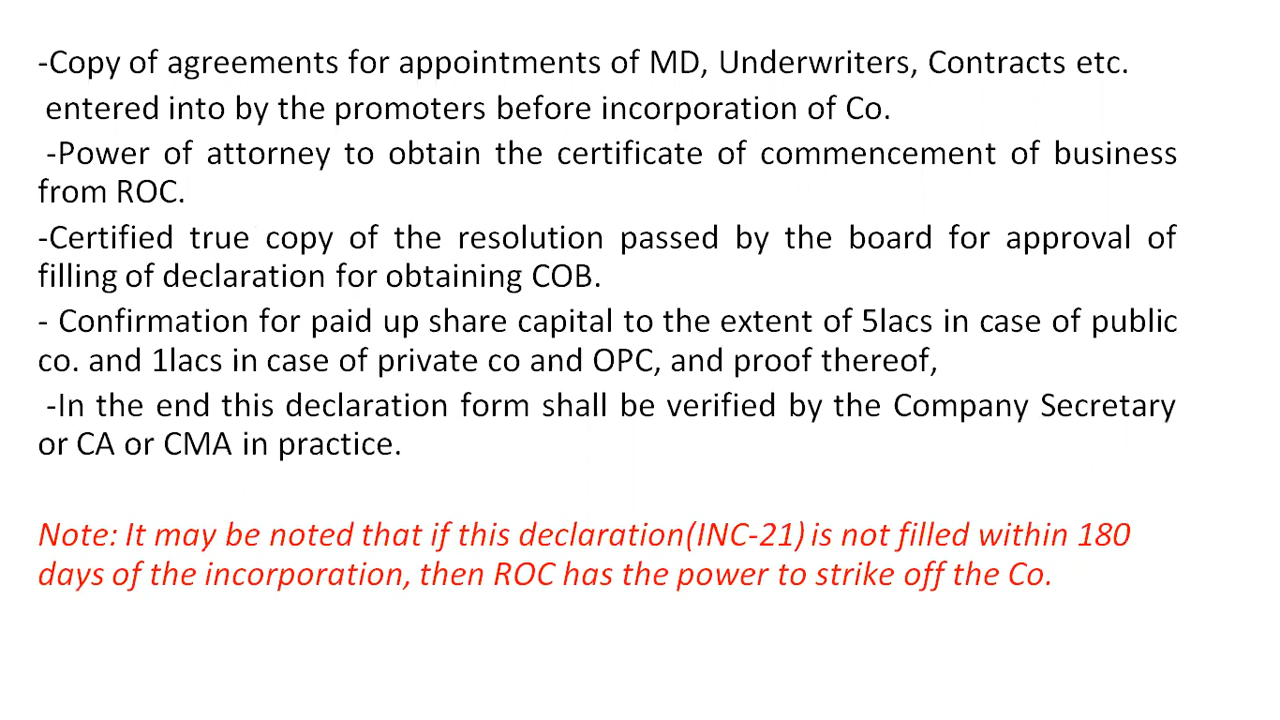 -Copy of agreements for appointments of MD, Underwriters, Contracts etc.
entered into by the promoters before incorporation of Co.
-Power of attorney to obtain the certificate of commencement of business
from ROC.
-Certified true copy of the resolution passed by the board for approval of
filling of declaration for obtaining COB.
- Confirmation for paid up share capital to the extent of 5lacs in case of public
co. and 1lacs in case of private co and OPC, and proof thereof,
-In the end this declaration form shall be verified by the Company Secretary
or CA or CMA in practice.
Note: It may be noted that if this declaration(INC-21) is not filled within 180
days of the incorporation, then ROC has the power to strike off the Co.